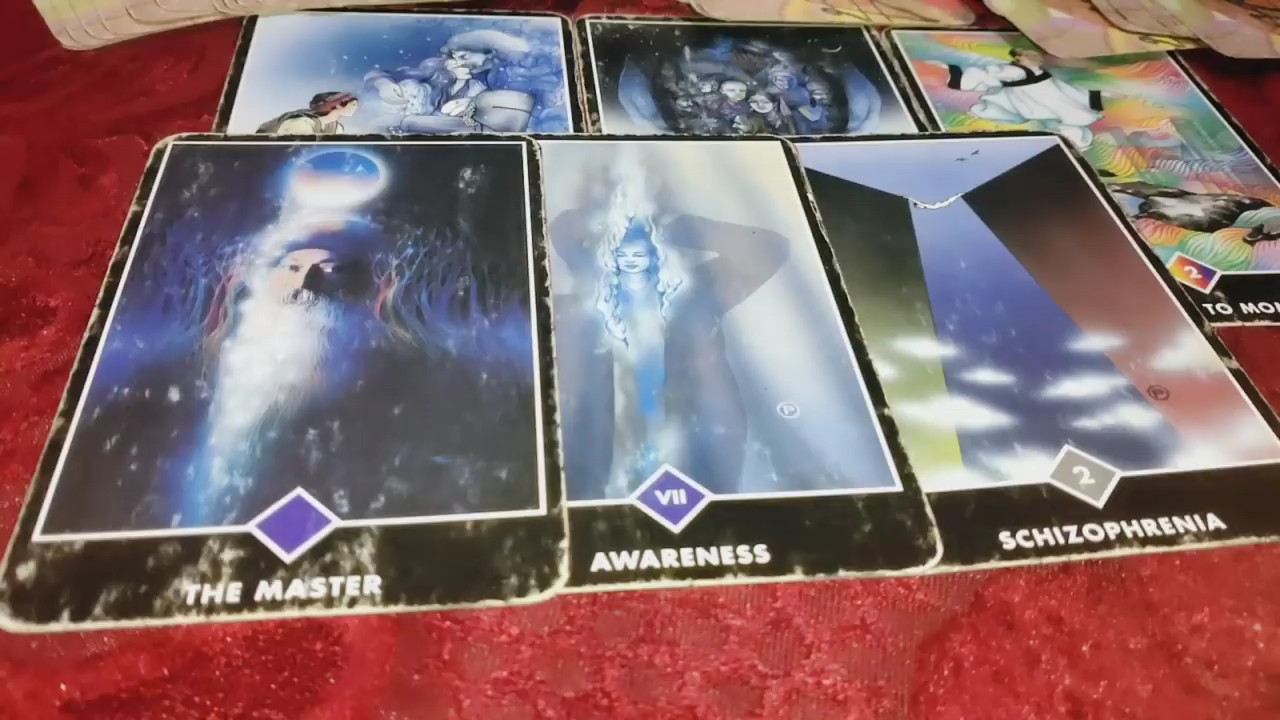 2
TO MO
VII
2
THE MASTER
AWARENESS
SCHIZOPHRENIA
P
P